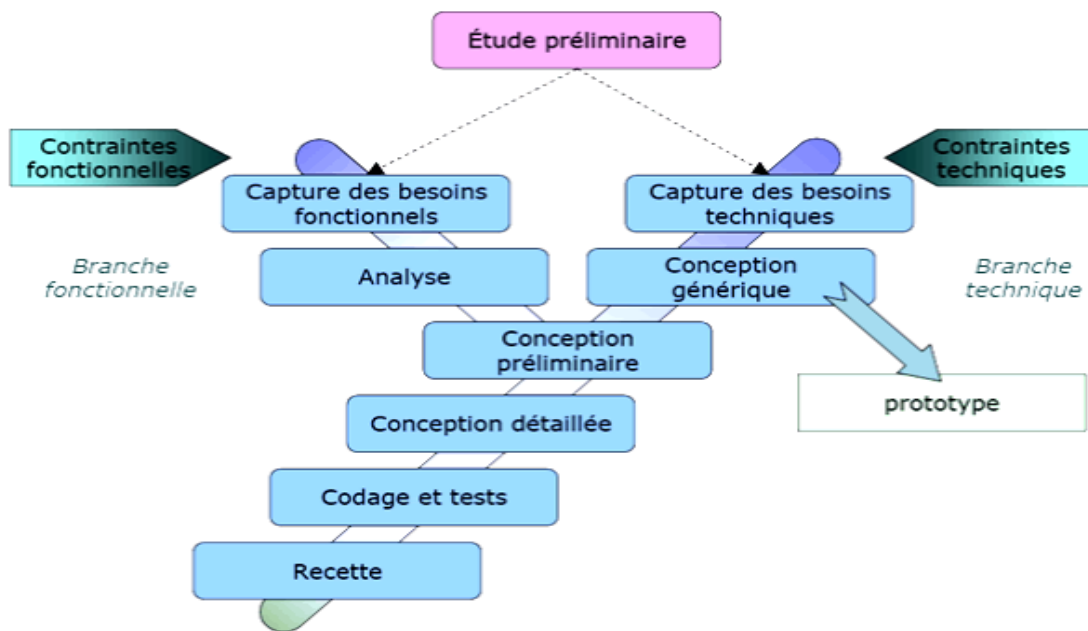 Étude préliminaire
Contraintes
fonctionnelles
Contraintes
techniques
Capture des besoins
fonctionnels
Capture des besoins
techniques
Branche
fonctionnelle
Analyse
Conception
générique
Branche
technique
Conception
préliminaire
prototype
Conception détaillée
Codage et tests
Recette